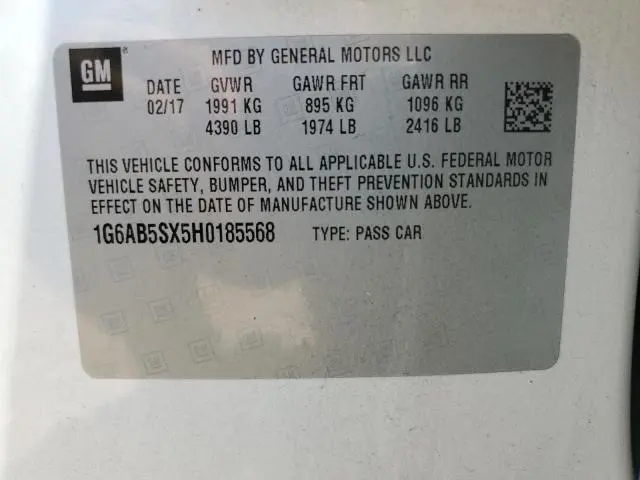 GM
MFD BY GENERAL MOTORS LLC
DATE GVWR GAWR FRT GAWR RR
02/17 1991 KG 895 KG 1096 KG
4390 LB 1974 LB 2416 LB
THIS VEHICLE CONFORMS TO ALL APPLICABLE U.S. FEDERAL MOTOR
VEHICLE SAFETY, BUMPER, AND THEFT PREVENTION STANDARDS IN
EFFECT ON THE DATE OF MANUFACTURE SHOWN ABOVE.
1G6AB5SX5H0185568 TYPE: PASS CAR